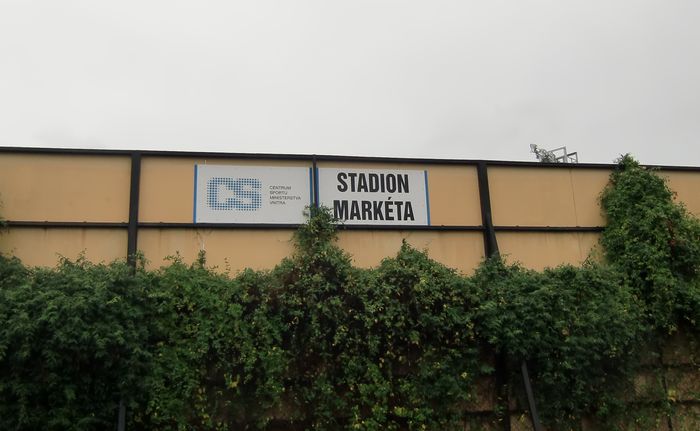 CS
CENTRUM
SPORTU
MINISTERSTVA
VNITRA
STADION
MARKÉTA